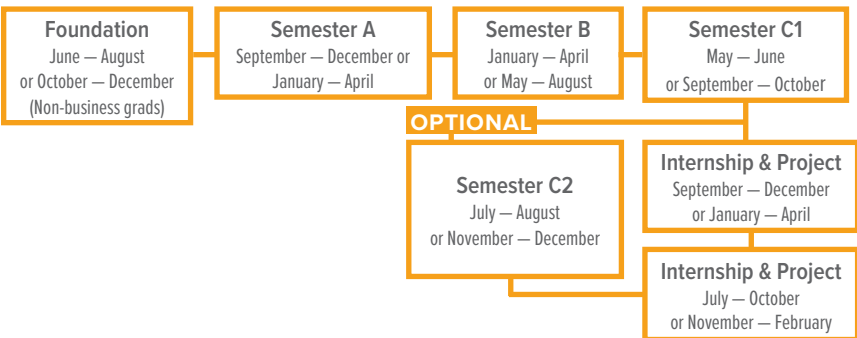 Foundation
June — August
or October — December
(Non-business grads)
Semester A
September — December or
January — April
Semester B
January — April
or May — August
Semester C1
May — June
or September — October
OPTIONAL
Semester C2
July — August
or November — December
Internship & Project
September — December
or January — April
Internship & Project
July — October
or November — February